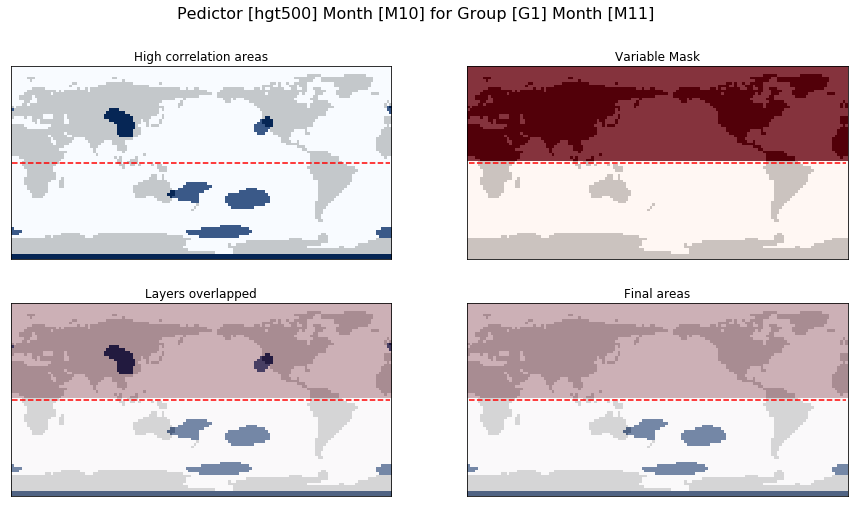 Pedictor [hgt500] Month [M10] for Group [G1] Month [M11]
High correlation areas
Variable Mask
Layers overlapped
Final areas